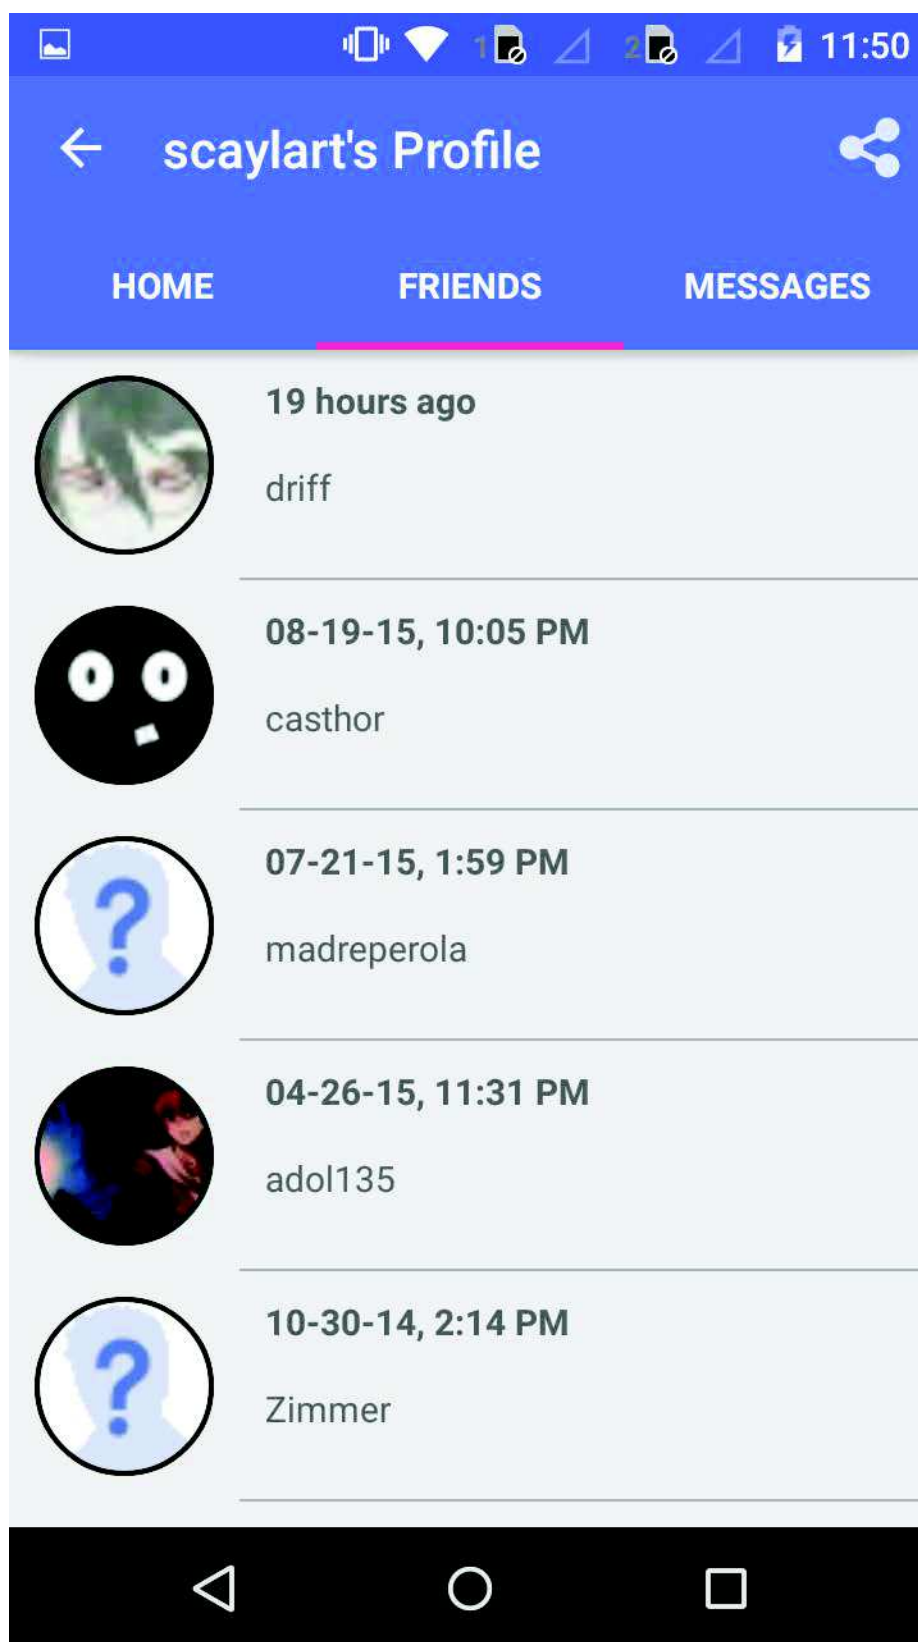 1 2 11:50
scaylart's Profile
HOME FRIENDS MESSAGES
19 hours ago
driff
08-19-15, 10:05 PM
casthor
07-21-15, 1:59 PM
?
madreperola
04-26-15, 11:31 PM
adol135
10-30-14, 2:14 PM
?
Zimmer